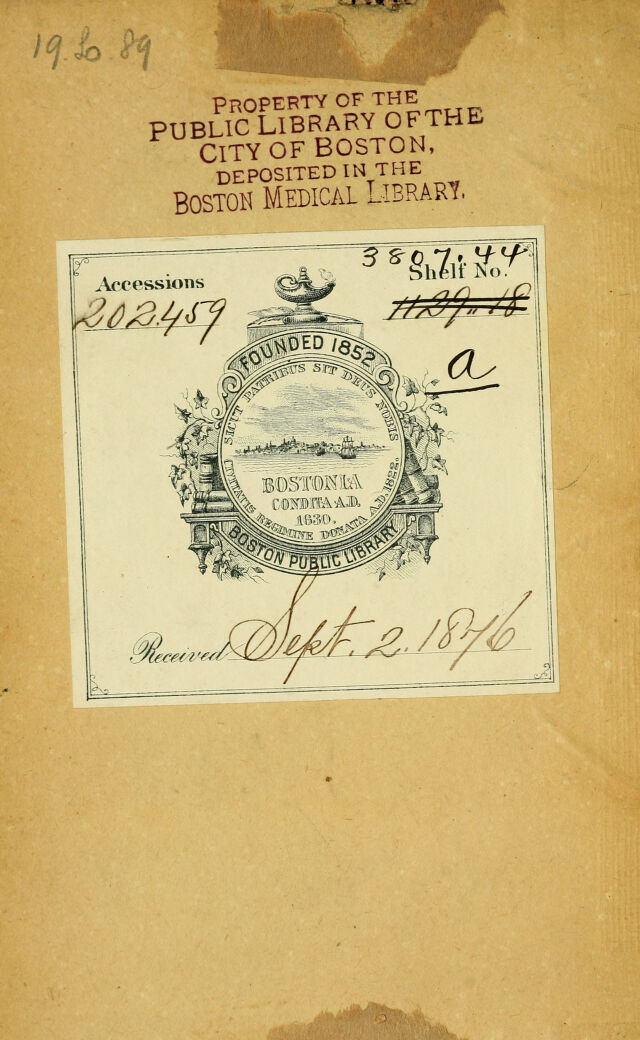 19.Lo.89
PROPERTY OF THE
PUBLIC LIBRARY OF THE
CITY OF BOSTON,
DEPOSITED IN THE
BOSTON MEDICAL LIBRARY.
3807.44
Accessions
Shelf No.
202.459
1129.18
a
FOUNDED 1852
SICUT PATRIBUS SIT DEUS NOBIS
BOSTONIA
CONDITA A.D.
1630.
CIVITATIS REGIMINE DONATA A.D. 1822.
BOSTON PUBLIC LIBRARY
Received Sept. 2. 1876